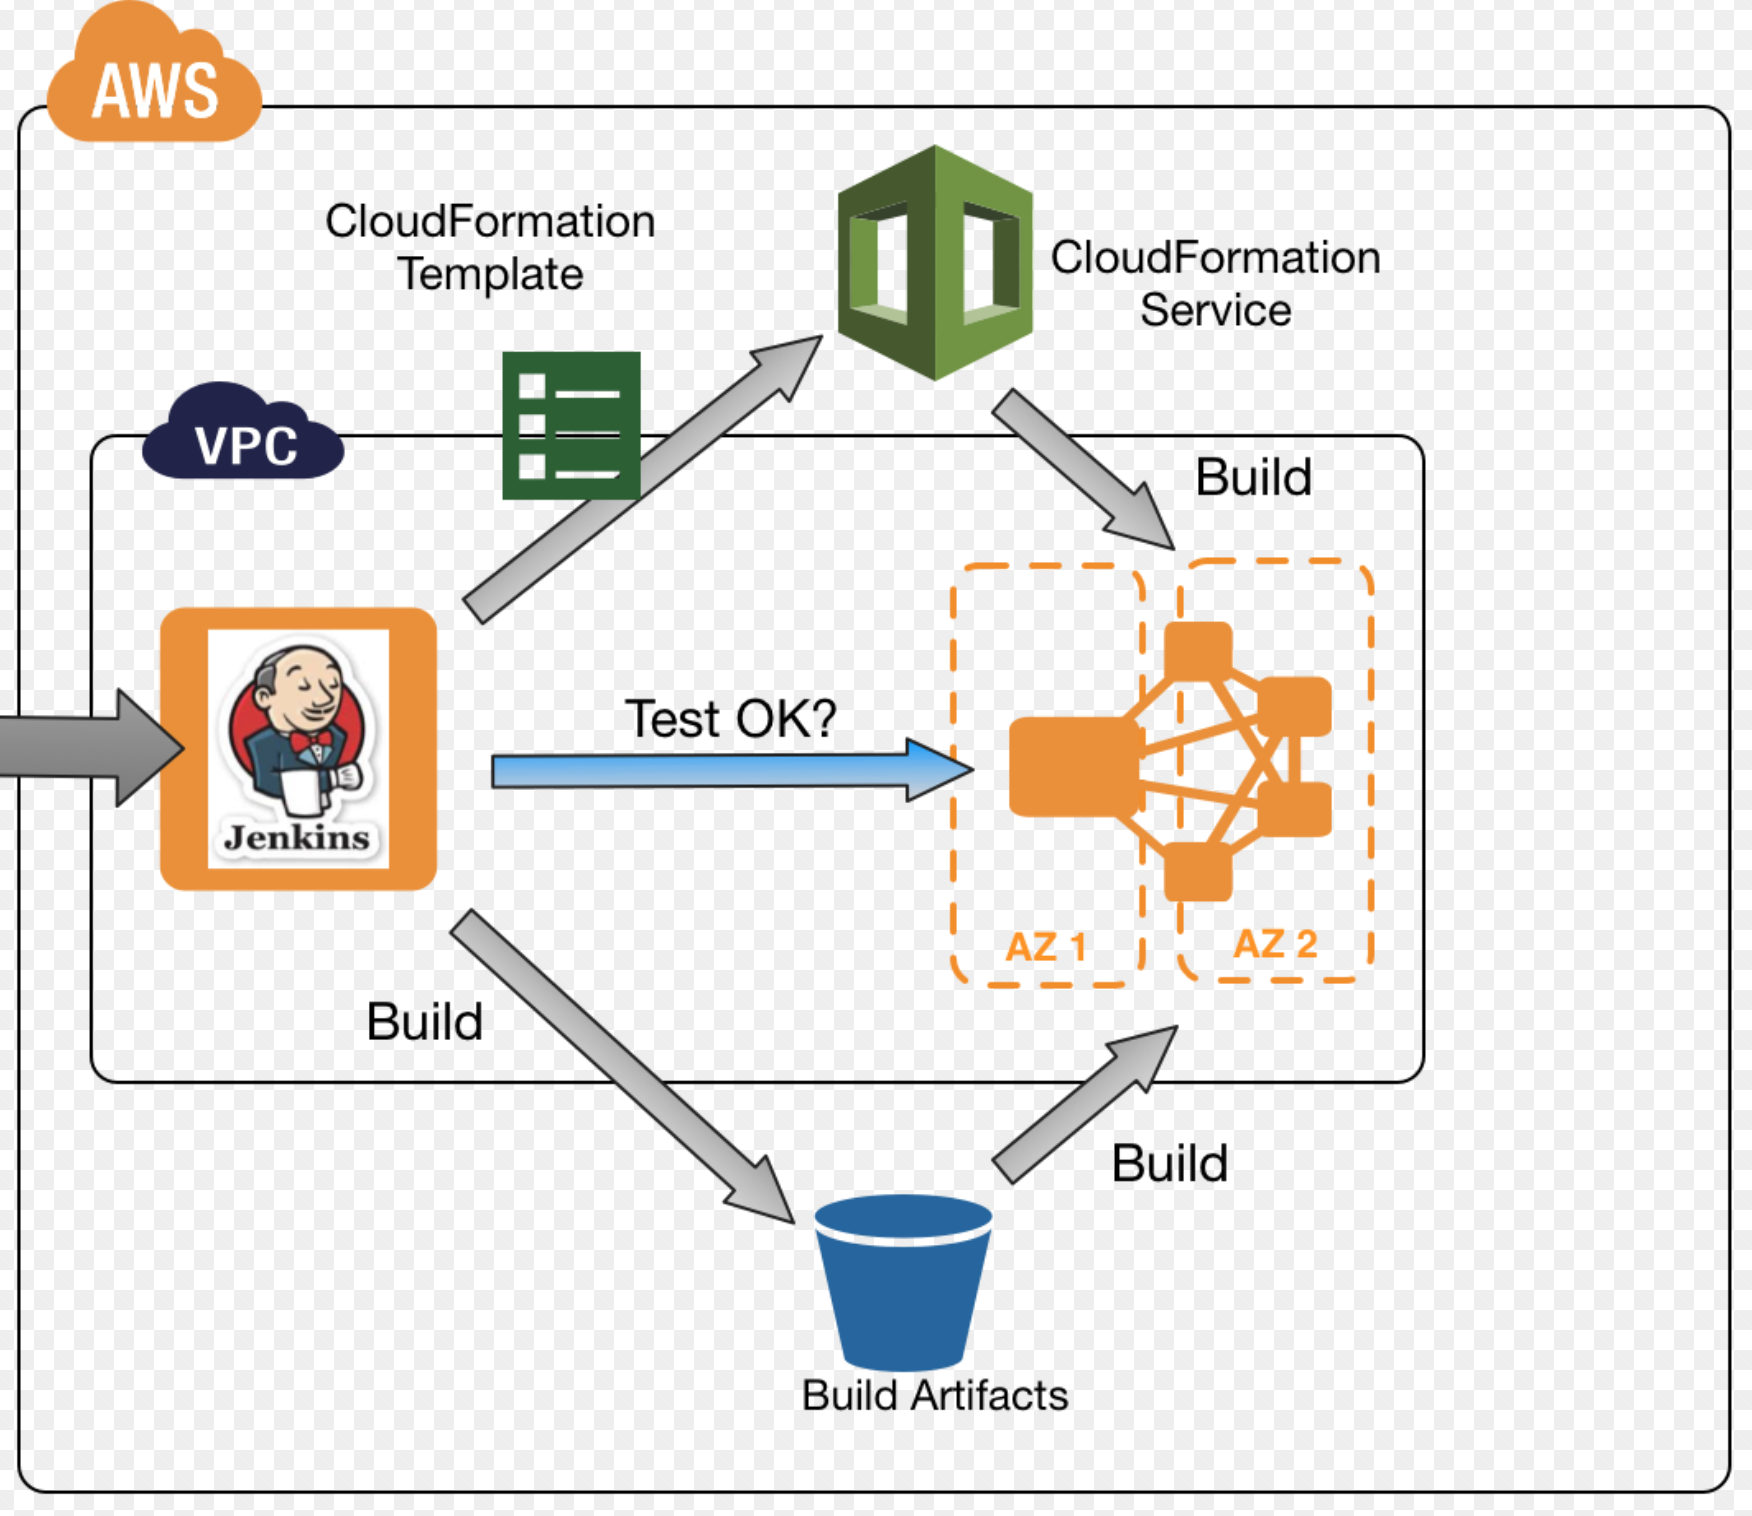 AWS
CloudFormation
Template
CloudFormation
Service
VPC
Build
Test OK?
Jenkins
AZ 1
AZ 2
Build
Build
Build Artifacts